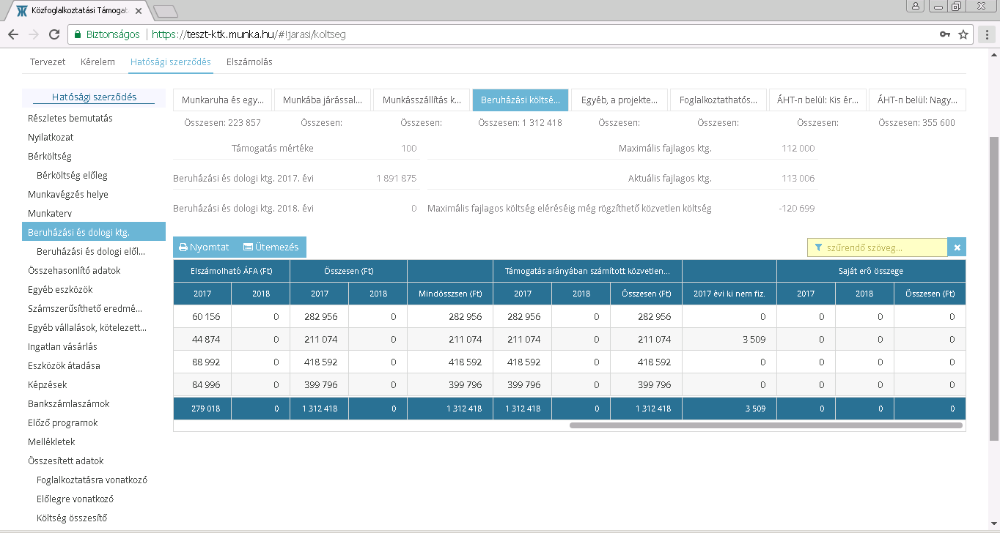 Közfoglalkoztatási Támogat
Biztonságos https://teszt-ktk.munka.hu/#!jarasi/koltseg
Tervezet Kérelem Hatósági szerződés Elszámolás
Hatósági szerződés
Részletes bemutatás
Nyilatkozat
Bérköltség
Bérköltség előleg
Munkavégzés helye
Munkaterv
Beruházási és dologi ktg.
Beruházási és dologi elől...
Összehasonlító adatok
Egyéb eszközök
Számszerűsíthető eredmé...
Egyéb vállalások, kötelezett...
Ingatlan vásárlás
Eszközök átadása
Képzések
Bankszámlaszámok
Előző programok
Mellékletek
Összesített adatok
Foglalkoztatásra vonatkozó
Előlegre vonatkozó
Költség összesítő
Munkaruha és egy... Munkába járással... Munkásszállítás k... Beruházási költsé... Egyéb, a projekte... Foglalkoztathatós... ÁHT-n belül: Kis ér... ÁHT-n belül: Nagy...
Összesen: 223 857 Összesen: Összesen: Összesen: 1 312 418 Összesen: Összesen: Összesen: Összesen: 355 600
Támogatás mértéke 100 Maximális fajlagos ktg. 112 000
Beruházási és dologi ktg. 2017. évi 1 891 875 Aktuális fajlagos ktg. 113 006
Beruházási és dologi ktg. 2018. évi 0 Maximális fajlagos költség eléréséig még rögzíthető közvetlen költség -120 699
Nyomtat Ütemezés szűrendő szöveg...
Elszámolható ÁFA (Ft) Összesen (Ft) Támogatás arányában számított közvetlen... Saját erő összege
2017 2018 2017 2018 Mindösszsen (Ft) 2017 2018 Összesen (Ft) 2017 évi ki nem fiz. 2017 2018 Összesen (Ft)
60 156 0 282 956 0 282 956 282 956 0 282 956 0 0 0 0
44 874 0 211 074 0 211 074 211 074 0 211 074 3 509 0 0 0
88 992 0 418 592 0 418 592 418 592 0 418 592 0 0 0 0
84 996 0 399 796 0 399 796 399 796 0 399 796 0 0 0 0
279 018 0 1 312 418 0 1 312 418 1 312 418 0 1 312 418 3 509 0 0 0